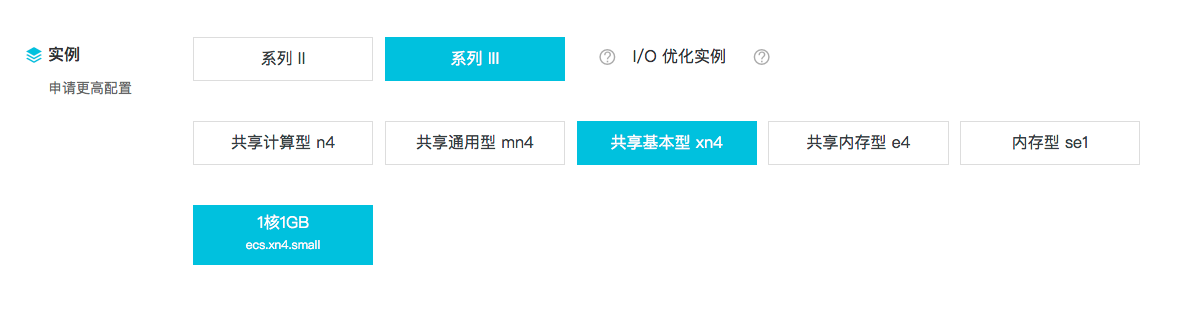 实例
系列 II
系列 III
I/O 优化实例
申请更高配置
共享计算型 n4
共享通用型 mn4
共享基本型 xn4
共享内存型 e4
内存型 se1
1核1GB
ecs.xn4.small